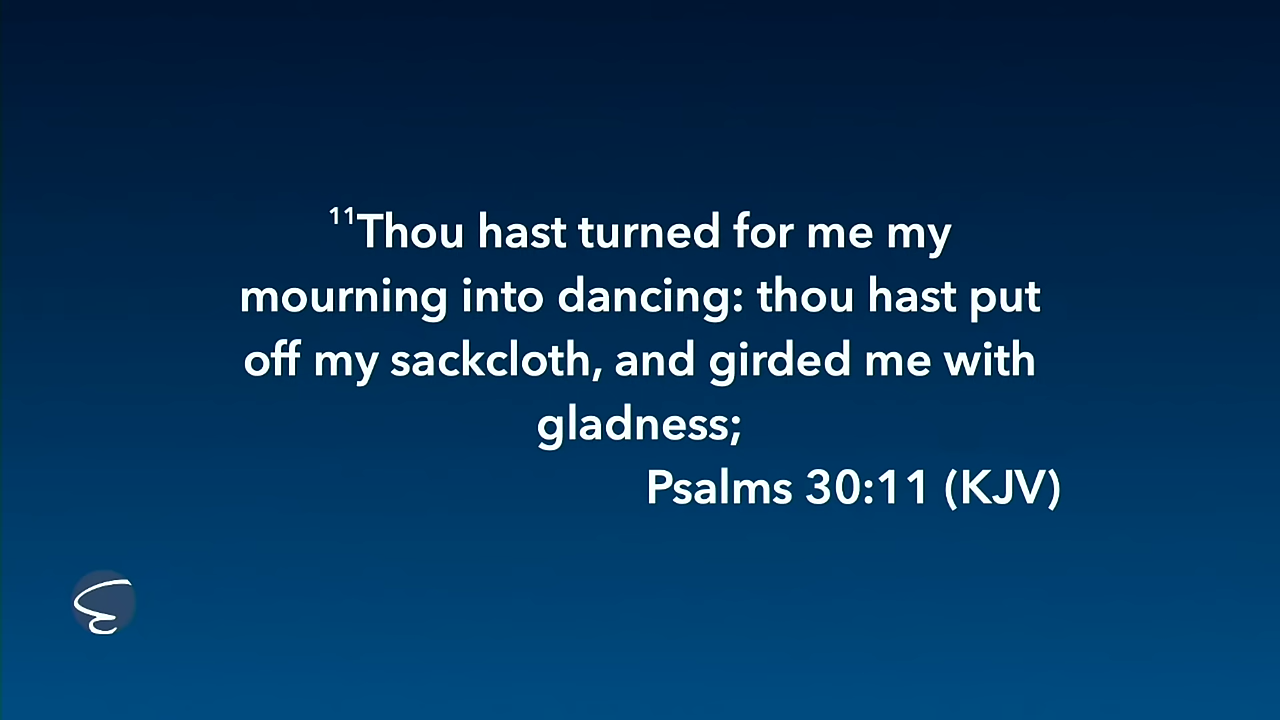 11Thou hast turned for me my
mourning into dancing: thou hast put
off my sackcloth, and girded me with
gladness;
Psalms 30:11 (KJV)